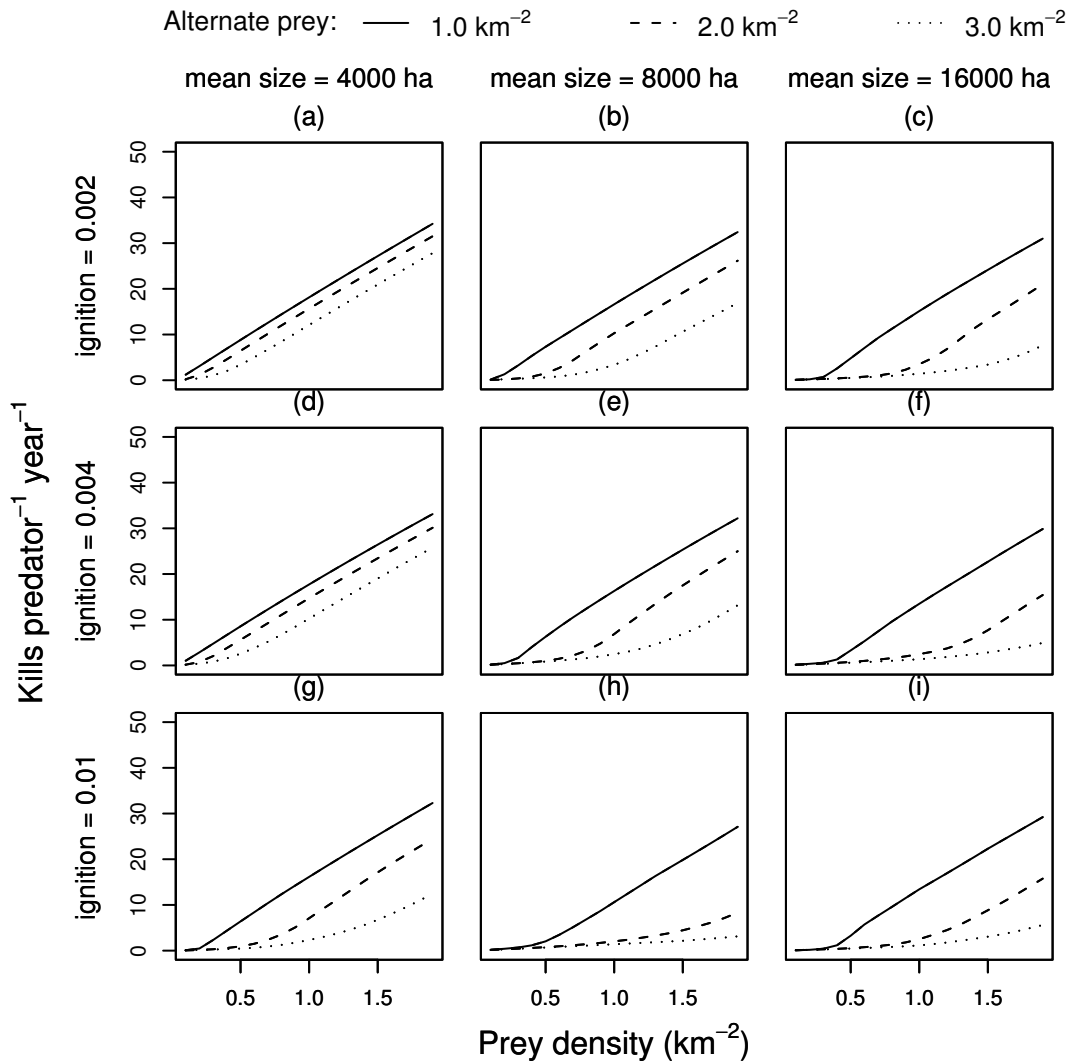 Alternate prey: 1.0 km−2 2.0 km−2 3.0 km−2
mean size = 4000 ha mean size = 8000 ha mean size = 16000 ha
(a) (b) (c)
ignition = 0.002
50
40
30
20
10
0
(d) (e) (f)
ignition = 0.004
50
40
30
20
10
0
(g) (h) (i)
ignition = 0.01
50
40
30
20
10
0
Kills predator−1 year−1
0.5 1.0 1.5 0.5 1.0 1.5 0.5 1.0 1.5
Prey density (km−2)